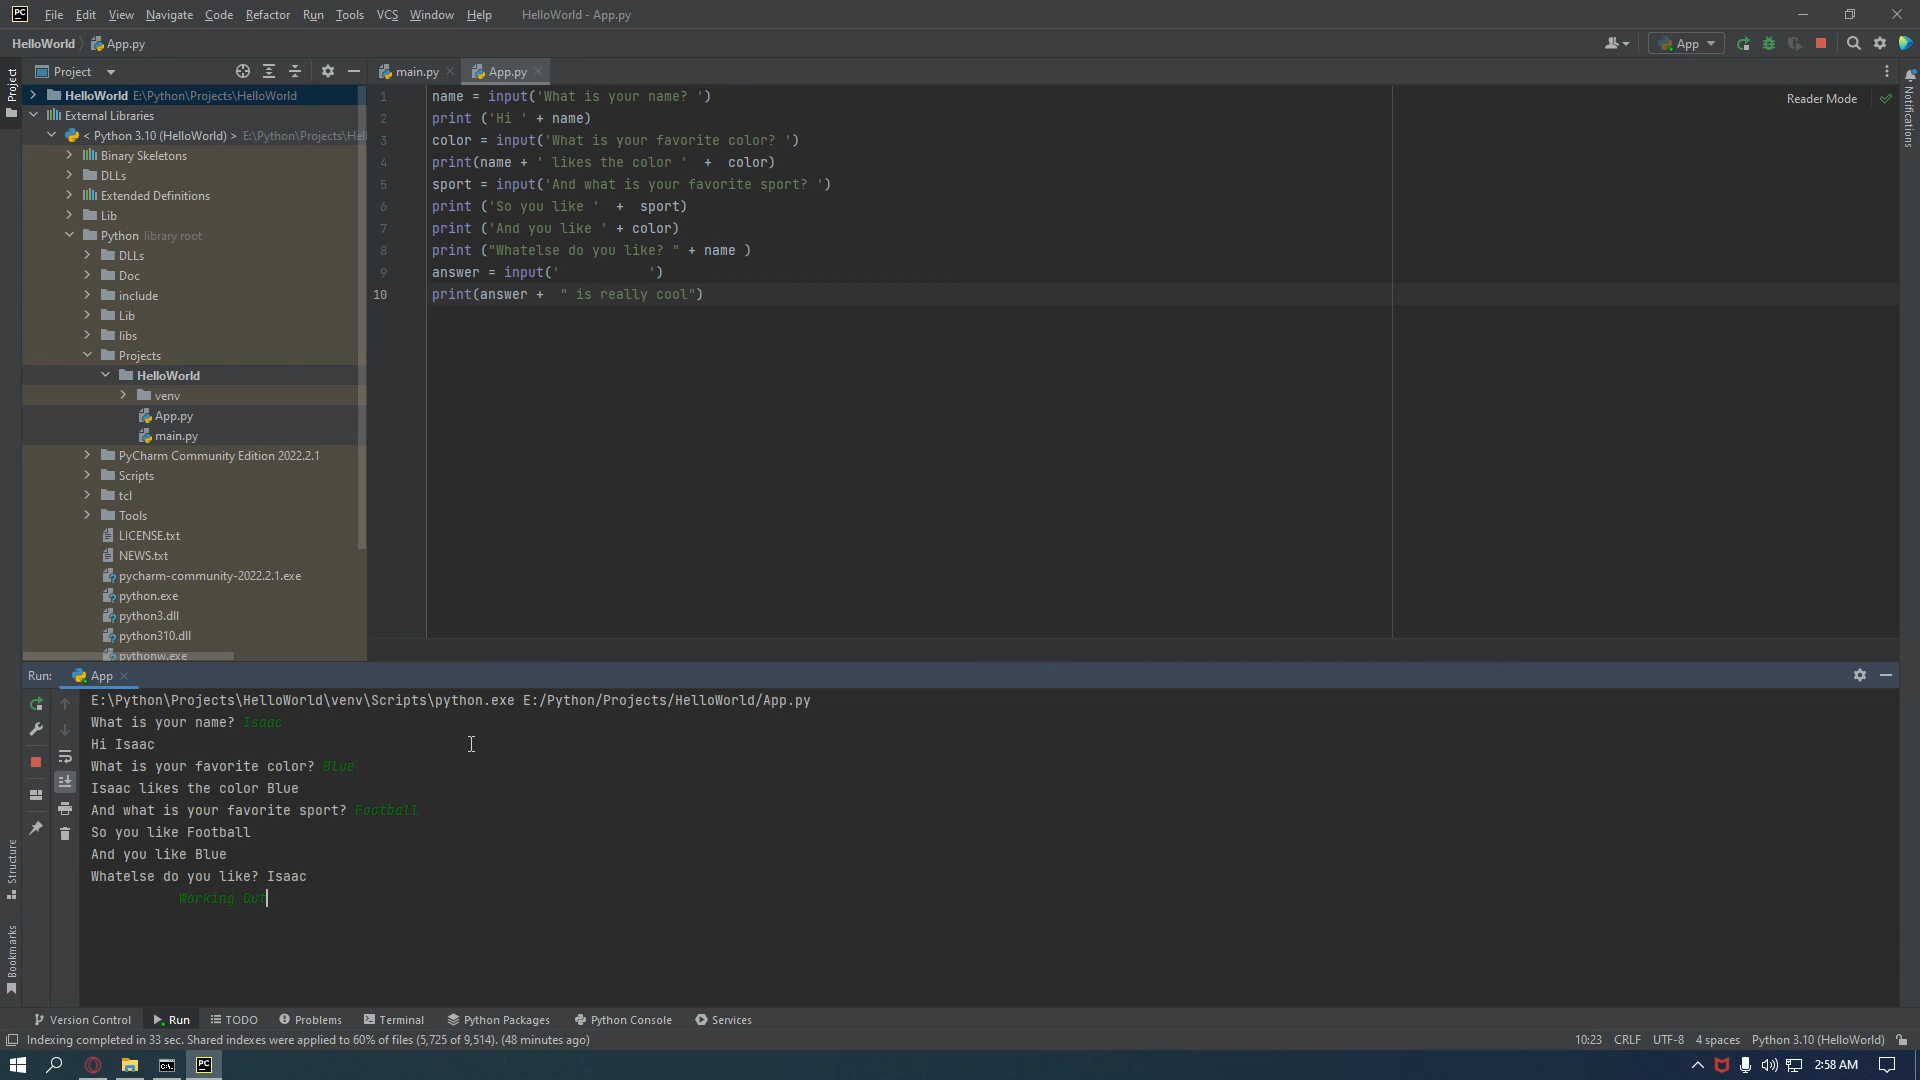 PC File Edit View Navigate Code Refactor Run Tools VCS Window Help HelloWorld - App.py
HelloWorld App.py App
Project main.py App.py
Project
Notifications
Reader Mode
HelloWorld E:\Python\Projects\HelloWorld
External Libraries
< Python 3.10 (HelloWorld) > E:\Python\Projects\Hel
Binary Skeletons
DLLs
Extended Definitions
Lib
Python library root
DLLs
Doc
include
Lib
libs
Projects
HelloWorld
venv
App.py
main.py
PyCharm Community Edition 2022.2.1
Scripts
tcl
Tools
LICENSE.txt
NEWS.txt
pycharm-community-2022.2.1.exe
python.exe
python3.dll
python310.dll
pythonw.exe
1 name = input('What is your name? ')
2 print ('Hi ' + name)
3 color = input('What is your favorite color? ')
4 print(name + ' likes the color '  +  color)
5 sport = input('And what is your favorite sport? ')
6 print ('So you like '  +  sport)
7 print ('And you like ' + color)
8 print ("Whatelse do you like? " + name )
9 answer = input('           ')
10 print(answer +  " is really cool")
Run: App
E:\Python\Projects\HelloWorld\venv\Scripts\python.exe E:/Python/Projects/HelloWorld/App.py
What is your name? Isaac
Hi Isaac
What is your favorite color? Blue
Isaac likes the color Blue
And what is your favorite sport? Football
So you like Football
And you like Blue
Whatelse do you like? Isaac
Working Out
Structure
Bookmarks
Version Control Run TODO Problems Terminal Python Packages Python Console Services
Indexing completed in 33 sec. Shared indexes were applied to 60% of files (5,725 of 9,514). (48 minutes ago) 10:23 CRLF UTF-8 4 spaces Python 3.10 (HelloWorld)
PC 2:58 AM